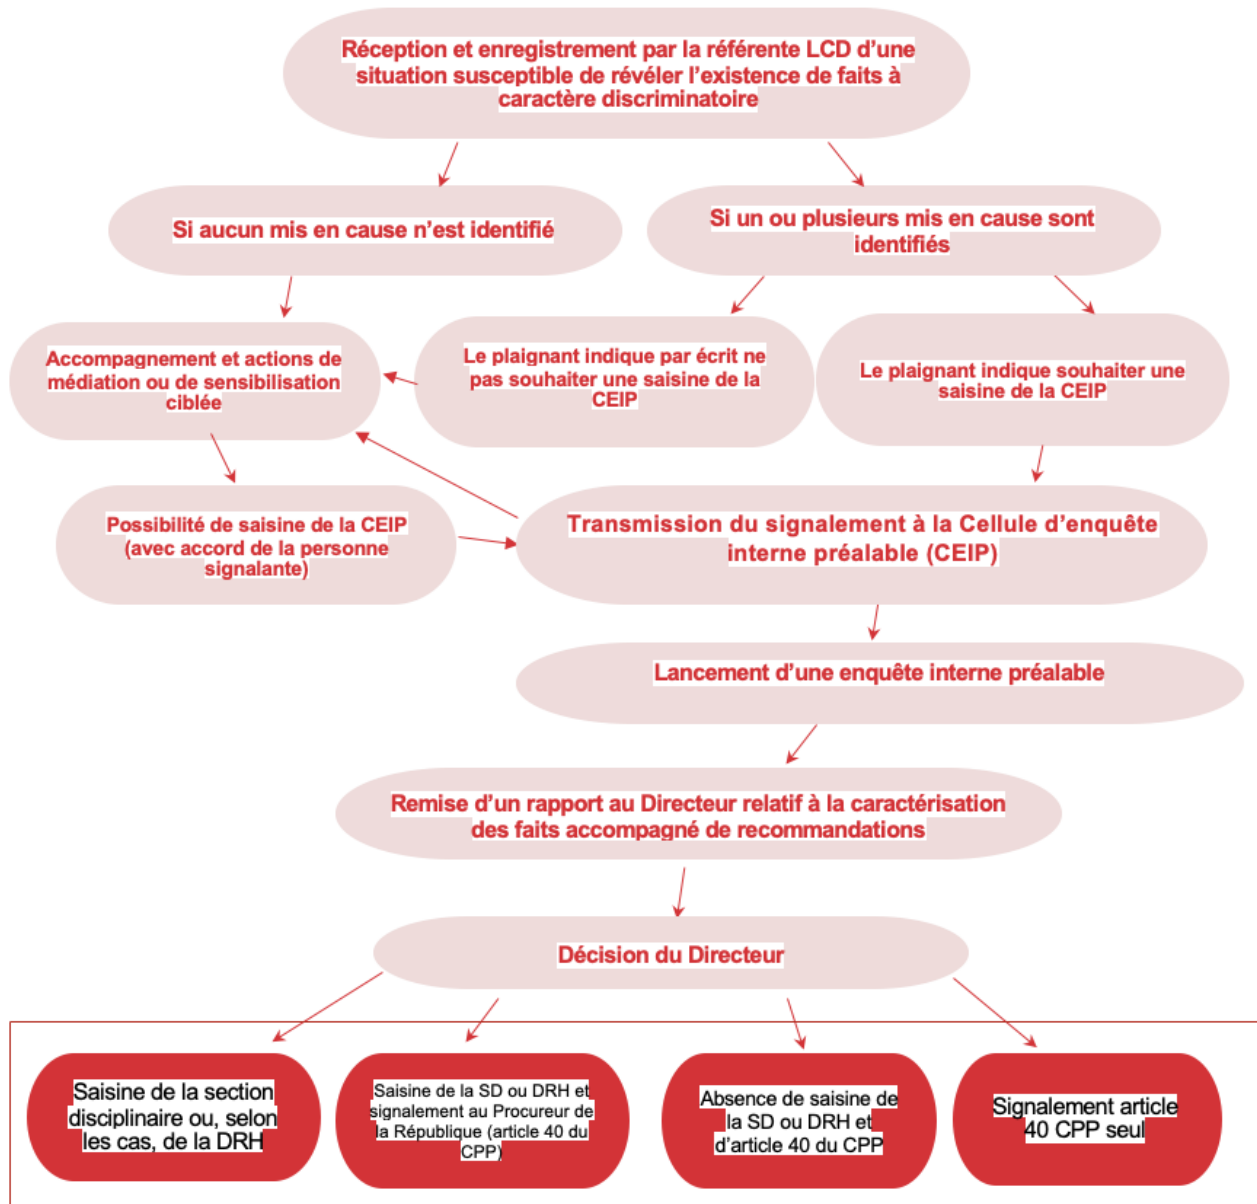 Réception et enregistrement par la référente LCD d'une
situation susceptible de révéler l'existence de faits à
caractère discriminatoire
Si aucun mis en cause n'est identifié
Si un ou plusieurs mis en cause sont
identifiés
Accompagnement et actions de
médiation ou de sensibilisation
ciblée
Le plaignant indique par écrit ne
pas souhaiter une saisine de la
CEIP
Le plaignant indique souhaiter une
saisine de la CEIP
Possibilité de saisine de la CEIP
(avec accord de la personne
signalante)
Transmission du signalement à la Cellule d'enquête
interne préalable (CEIP)
Lancement d'une enquête interne préalable
Remise d'un rapport au Directeur relatif à la caractérisation
des faits accompagné de recommandations
Décision du Directeur
Saisine de la section
disciplinaire ou, selon
les cas, de la DRH
Saisine de la SD ou DRH et
signalement au Procureur de
la République (article 40 du
CPP)
Absence de saisine de
la SD ou DRH et
d'article 40 du CPP
Signalement article
40 CPP seul